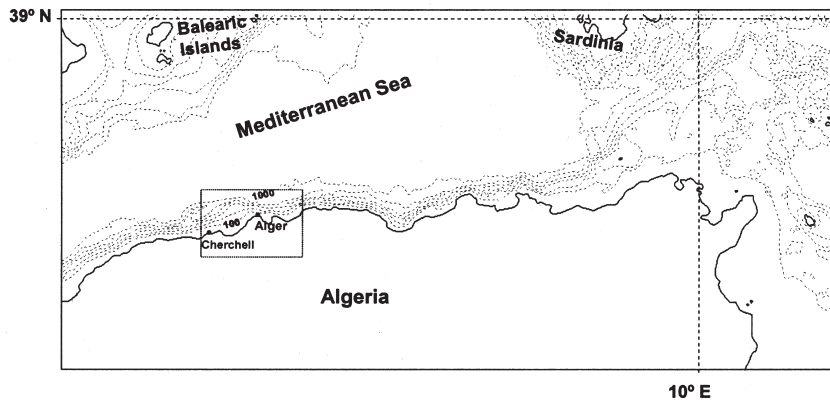 39º N
Balearic
Islands
Sardinia
Mediterranean Sea
1000
100
Alger
Cherchell
Algeria
10º E